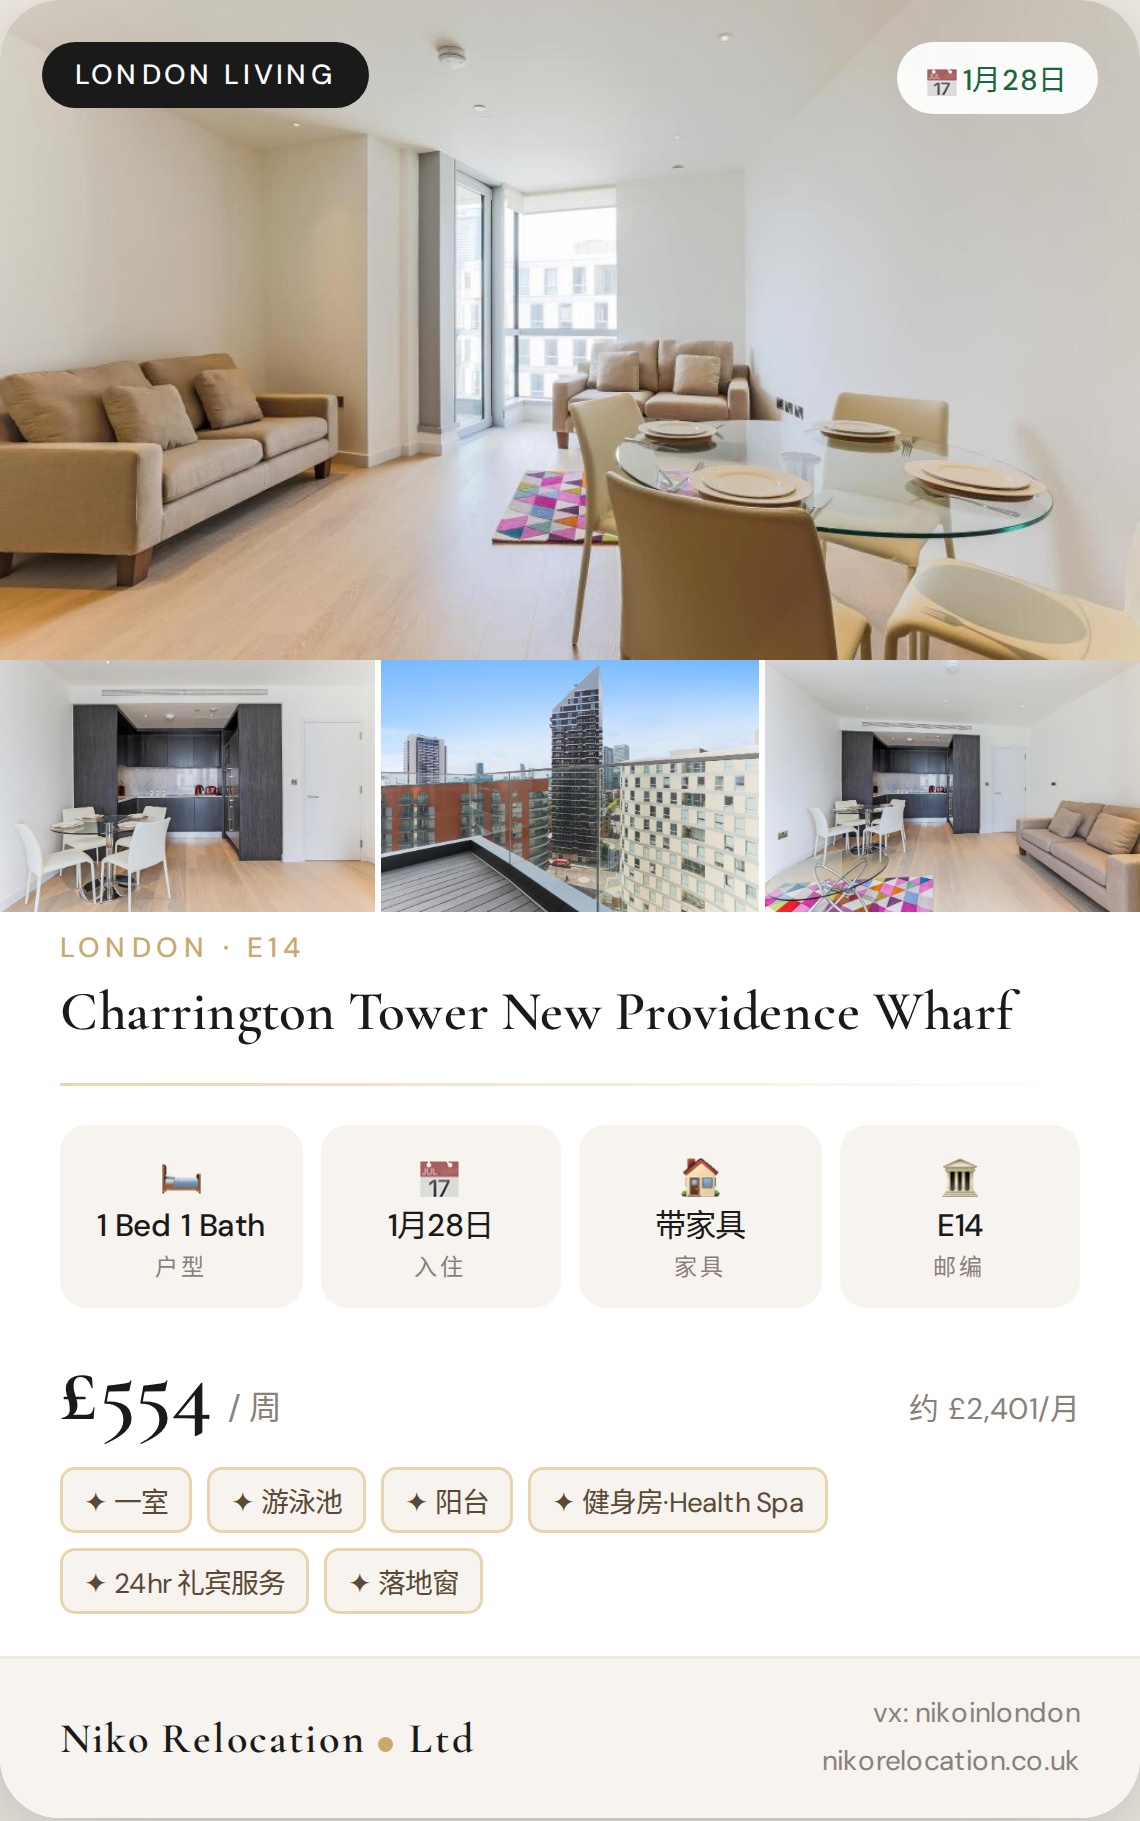 LONDON LIVING
1月28日
LONDON · E14
Charrington Tower New Providence Wharf
1 Bed 1 Bath
户型
1月28日
入住
带家具
家具
E14
邮编
£554 / 周
约 £2,401/月
✦ 一室
✦ 游泳池
✦ 阳台
✦ 健身房·Health Spa
✦ 24hr 礼宾服务
✦ 落地窗
Niko Relocation • Ltd
vx: nikoinlondon
nikorelocation.co.uk